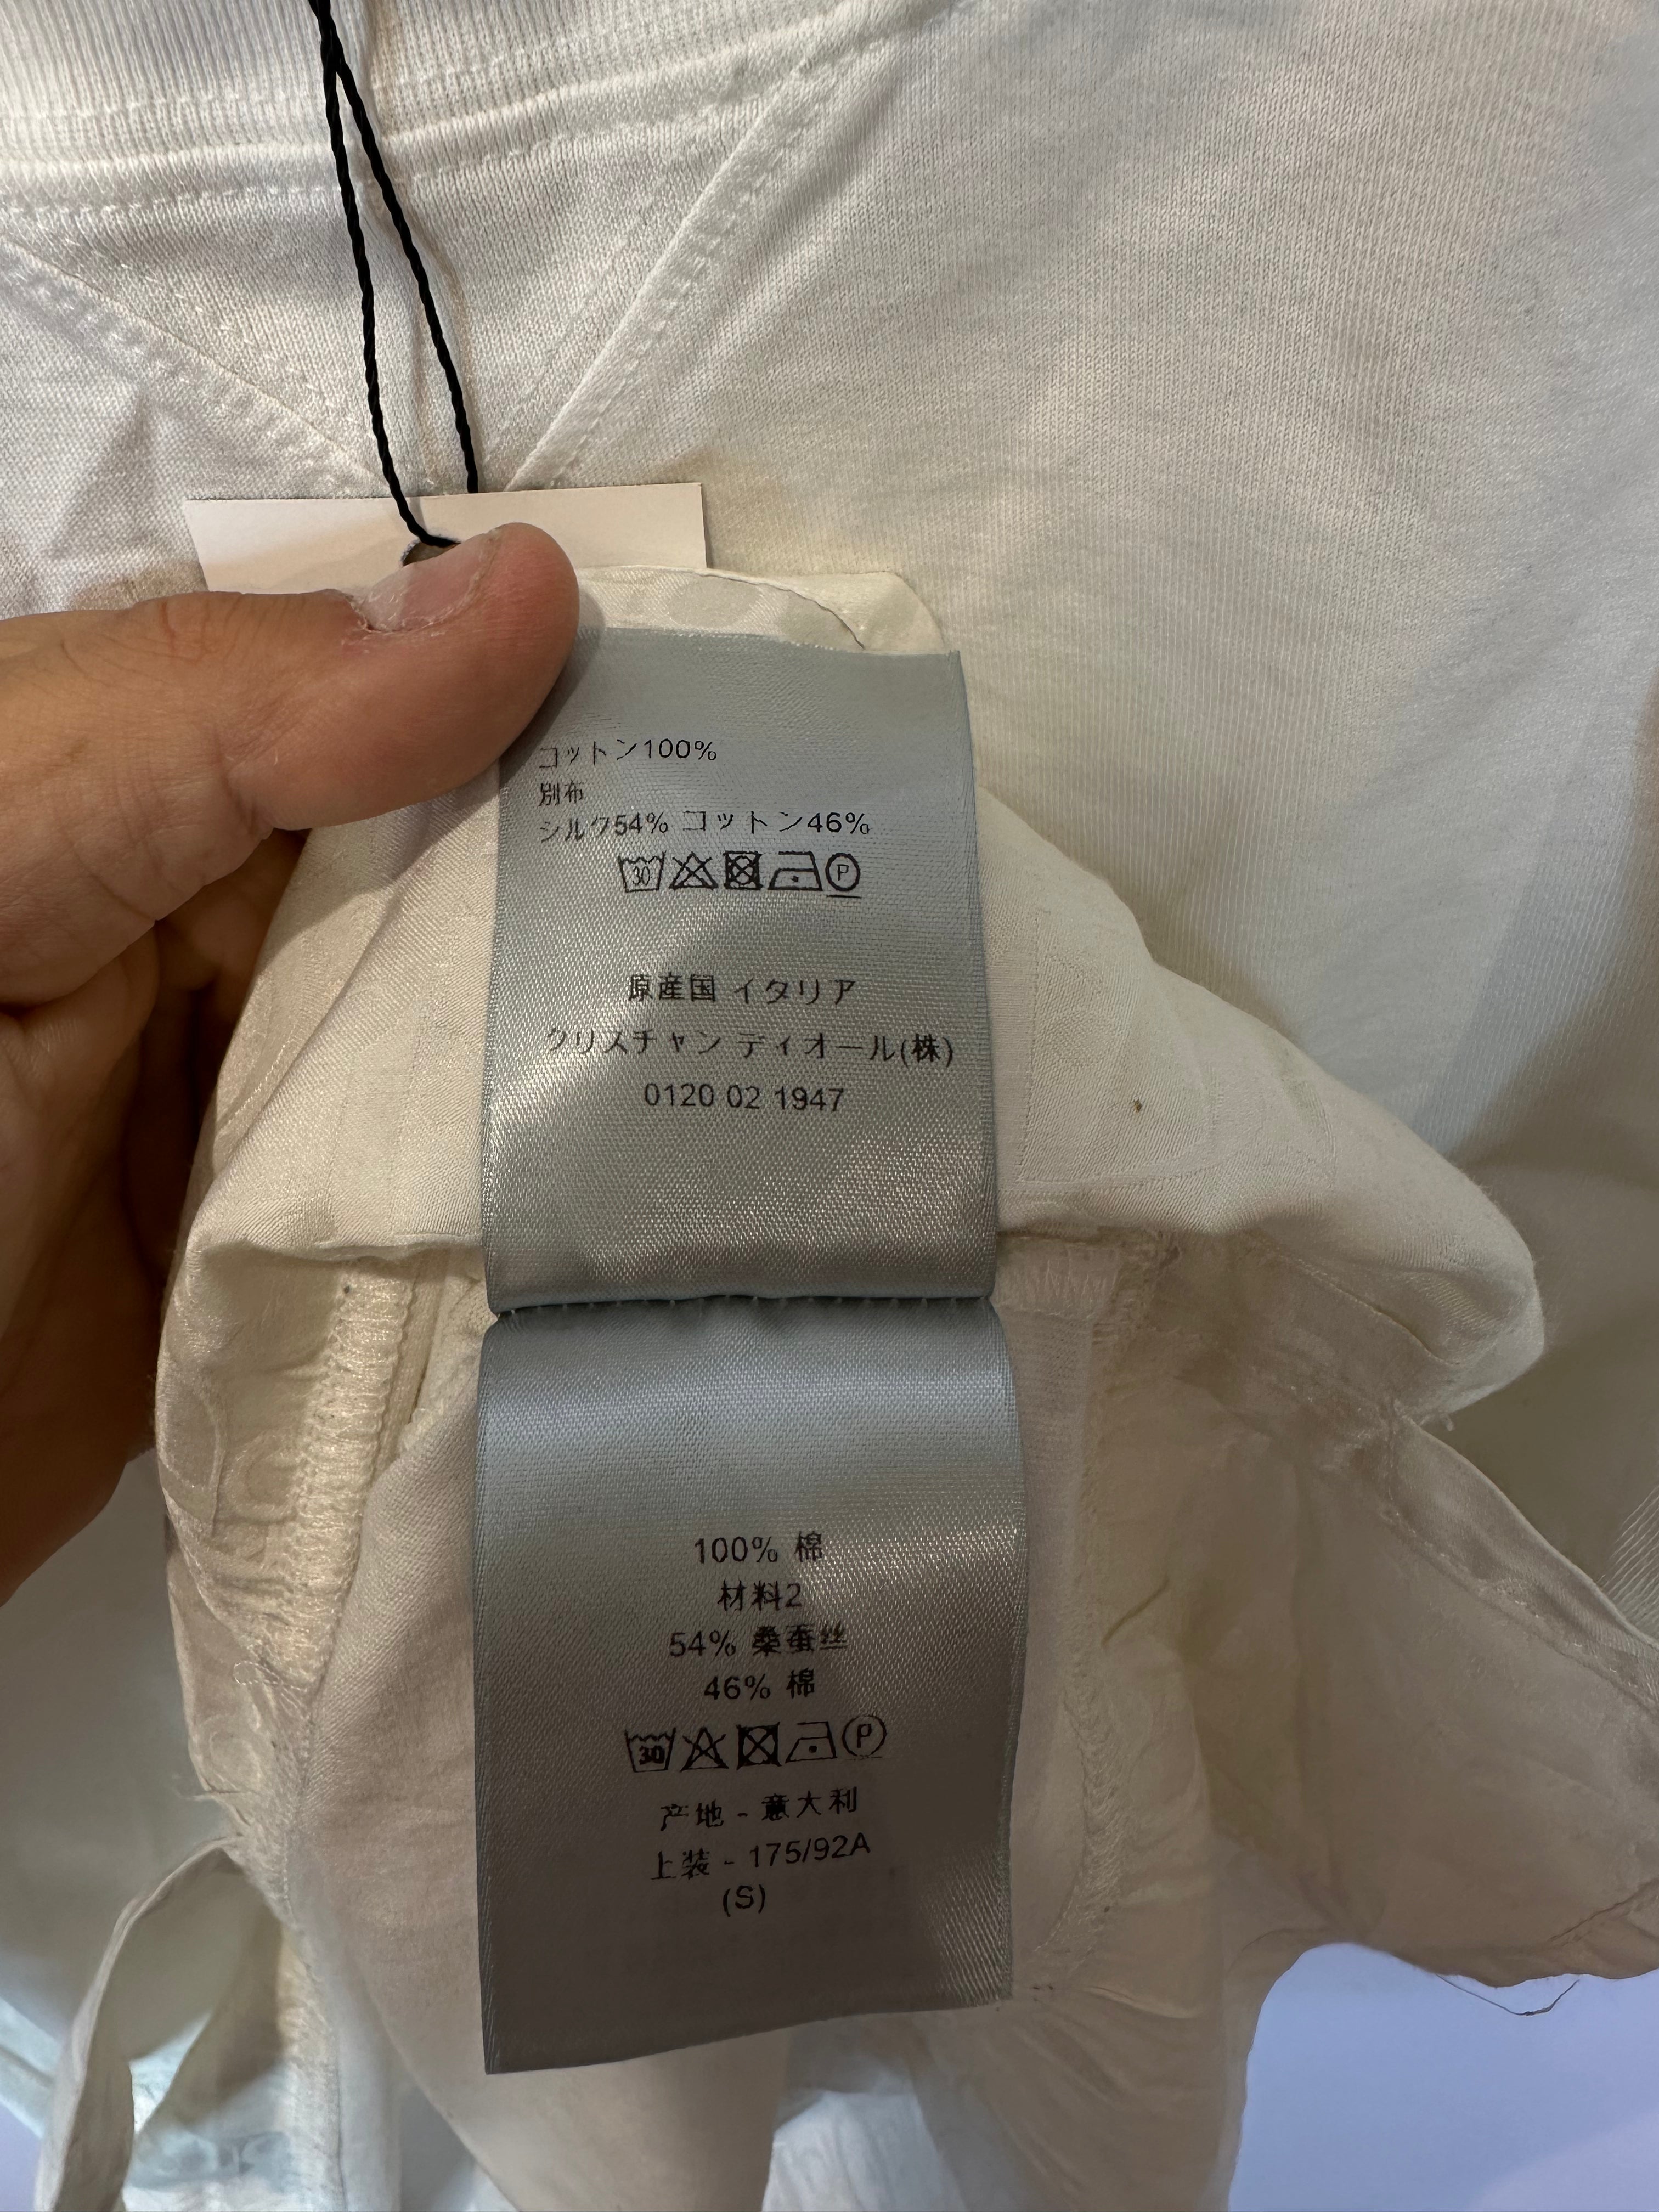 コットン100%
別布
シルク54% コットン46%
30 P
原産国 イタリア
クリスチャン ディオール(株)
0120 02 1947
100% 棉
材料2
54% 桑蚕丝
46% 棉
30 P
产地 - 意大利
上装 - 175/92A
(S)